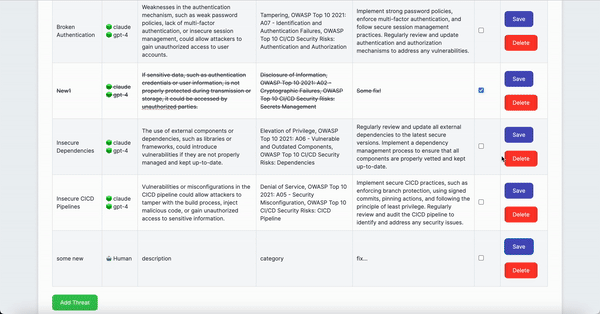 Broken
Authentication
claude
gpt-4
Weaknesses in the authentication
mechanism, such as weak password
policies, lack of multi-factor
authentication, or insecure session
management, could allow attackers to
gain unauthorized access to user
accounts.
Tampering, OWASP Top 10 2021:
A07 - Identification and
Authentication Failures, OWASP
Top 10 CI/CD Security Risks:
Authentication and Authorization
Implement strong password policies,
enforce multi-factor authentication, and
follow secure session management
practices. Regularly review and update
authentication and authorization
mechanisms to address any vulnerabilities.
Save
Delete
New1
claude
gpt-4
If sensitive data, such as authentication
credentials or user information, is not
properly protected during transmission or
storage, it could be accessed by
unauthorized parties.
Disclosure of Information,
OWASP Top 10 2021: A02 -
Cryptographic Failures, OWASP
Top 10 CI/CD Security Risks:
Secrets Management
Some fix!
Save
Delete
Insecure
Dependencies
claude
gpt-4
The use of external components or
dependencies, such as libraries or
frameworks, could introduce
vulnerabilities if they are not properly
managed and kept up-to-date.
Elevation of Privilege, OWASP
Top 10 2021: A06 - Vulnerable
and Outdated Components,
OWASP Top 10 CI/CD Security
Risks: Dependencies
Regularly review and update all external
dependencies to the latest secure
versions. Implement a dependency
management process to ensure that all
components are properly vetted and kept
up-to-date.
Save
Delete
Insecure CICD
Pipelines
claude
gpt-4
Vulnerabilities or misconfigurations in the
CICD pipeline could allow attackers to
tamper with the build process, inject
malicious code, or gain unauthorized
access to sensitive information.
Denial of Service, OWASP Top 10
2021: A05 - Security
Misconfiguration, OWASP Top 10
CI/CD Security Risks: CICD
Pipeline
Implement secure CICD practices, such as
enforcing branch protection, using signed
commits, pinning actions, and following
the principle of least privilege. Regularly
review and audit the CICD pipeline to
identify and address any security issues.
Save
Delete
some new
Human
description
category
fix...
Save
Delete
Add Threat